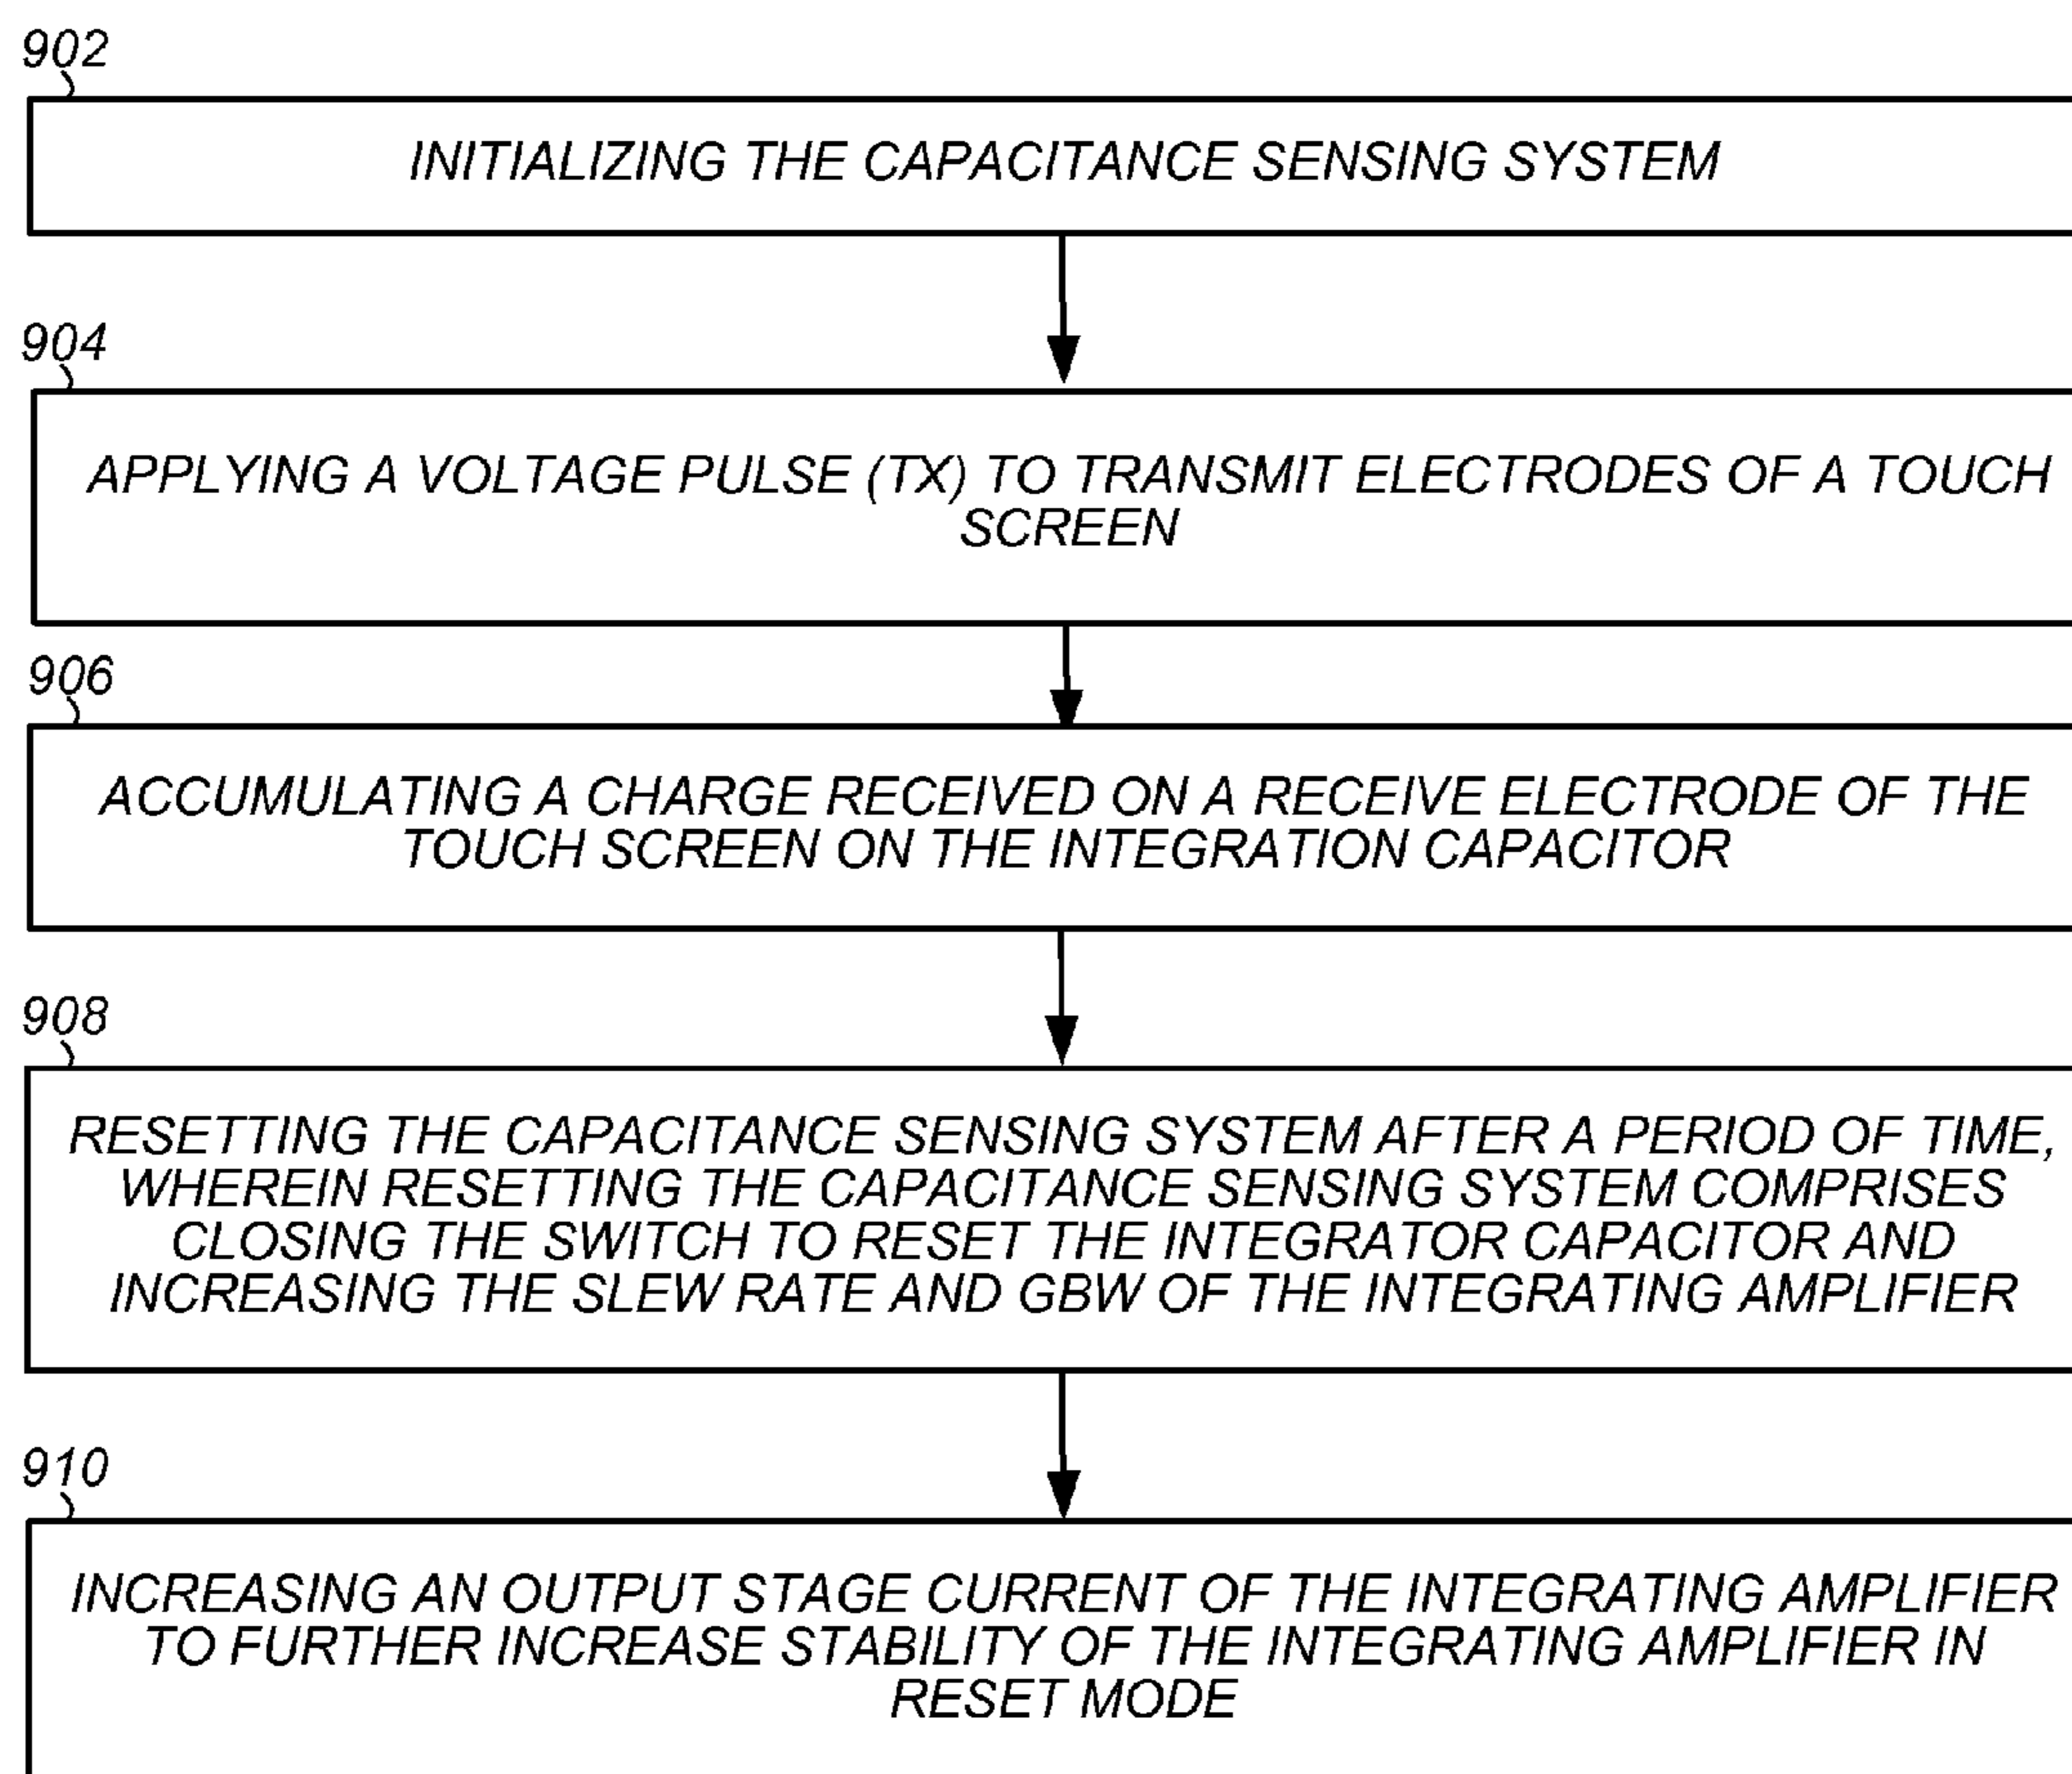 902
INITIALIZING THE CAPACITANCE SENSING SYSTEM
904
APPLYING A VOLTAGE PULSE (TX) TO TRANSMIT ELECTRODES OF A TOUCH
SCREEN
906
ACCUMULATING A CHARGE RECEIVED ON A RECEIVE ELECTRODE OF THE
TOUCH SCREEN ON THE INTEGRATION CAPACITOR
908
RESETTING THE CAPACITANCE SENSING SYSTEM AFTER A PERIOD OF TIME,
WHEREIN RESETTING THE CAPACITANCE SENSING SYSTEM COMPRISES
CLOSING THE SWITCH TO RESET THE INTEGRATOR CAPACITOR AND
INCREASING THE SLEW RATE AND GBW OF THE INTEGRATING AMPLIFIER
910
INCREASING AN OUTPUT STAGE CURRENT OF THE INTEGRATING AMPLIFIER
TO FURTHER INCREASE STABILITY OF THE INTEGRATING AMPLIFIER IN
RESET MODE